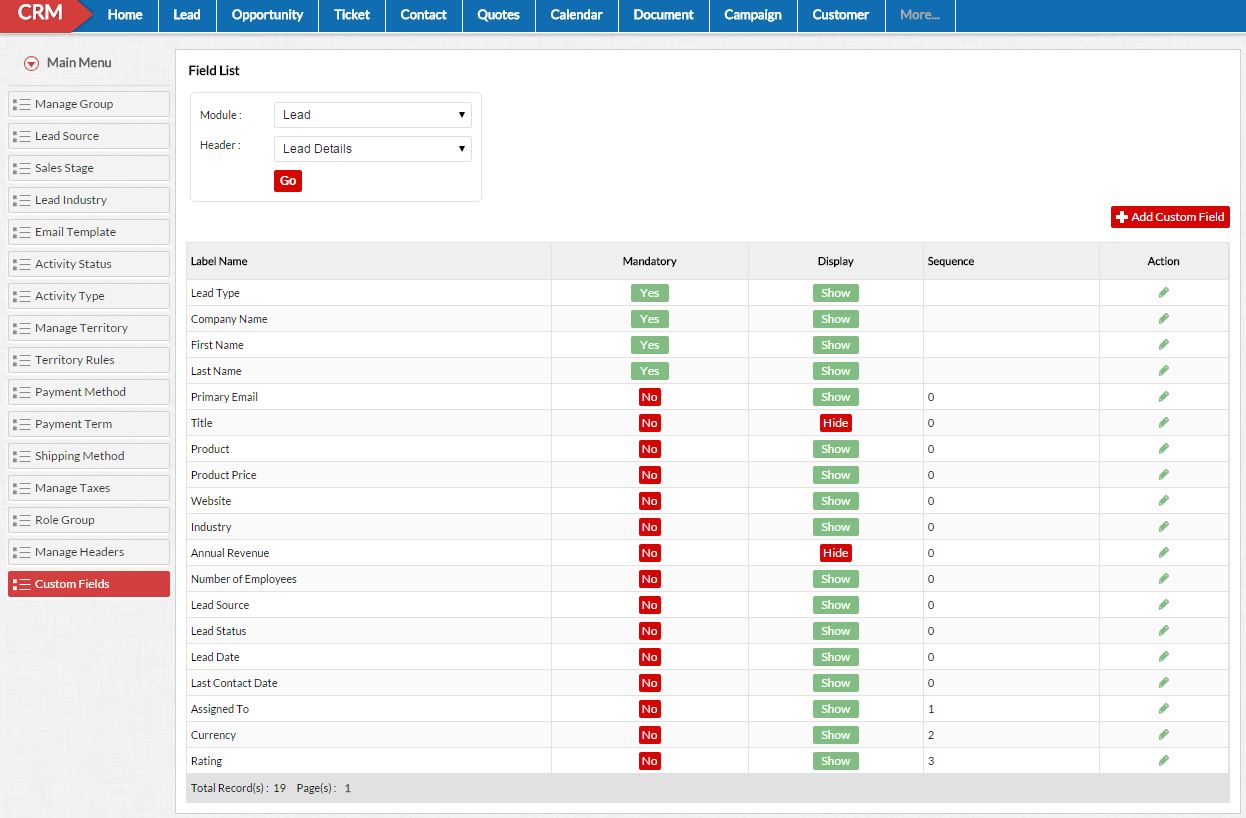 CRM Home Lead Opportunity Ticket Contact Quotes Calendar Document Campaign Customer More...
Main Menu
Manage Group
Lead Source
Sales Stage
Lead Industry
Email Template
Activity Status
Activity Type
Manage Territory
Territory Rules
Payment Method
Payment Term
Shipping Method
Manage Taxes
Role Group
Manage Headers
Custom Fields
Field List
Module : Lead
Header : Lead Details
Go
Add Custom Field
Label Name Mandatory Display Sequence Action
Lead Type Yes Show
Company Name Yes Show
First Name Yes Show
Last Name Yes Show
Primary Email No Show 0
Title No Hide 0
Product No Show 0
Product Price No Show 0
Website No Show 0
Industry No Show 0
Annual Revenue No Hide 0
Number of Employees No Show 0
Lead Source No Show 0
Lead Status No Show 0
Lead Date No Show 0
Last Contact Date No Show 0
Assigned To No Show 1
Currency No Show 2
Rating No Show 3
Total Record(s) : 19 Page(s) : 1